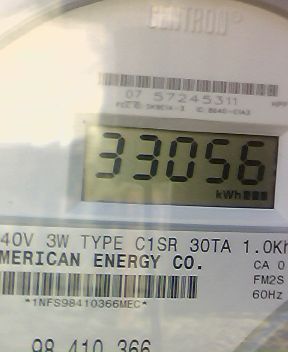 CENTRON®
07 57245311
33056
kWh
40V 3W TYPE C1SR 30TA 1.0Kh
MERICAN ENERGY CO.
CA 0
FM2S
*1NFS98410366MEC*
60Hz
98 410 366